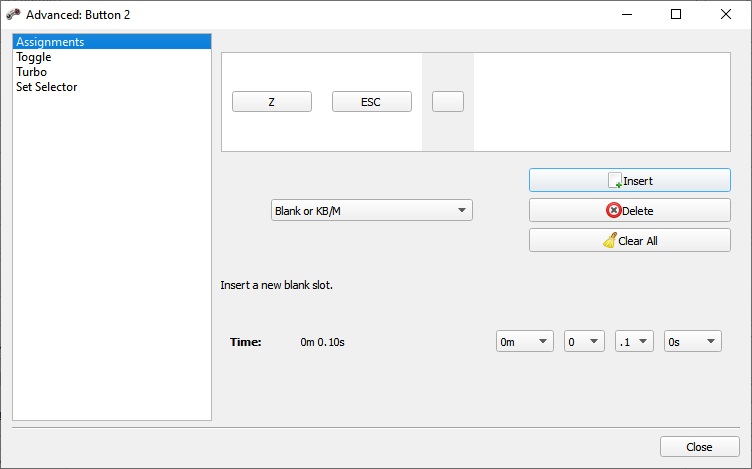 Advanced: Button 2
Assignments
Toggle
Turbo
Set Selector
Z ESC
Insert
Blank or KB/M
Delete
Clear All
Insert a new blank slot.
Time: 0m 0.10s 0m 0 .1 0s
Close